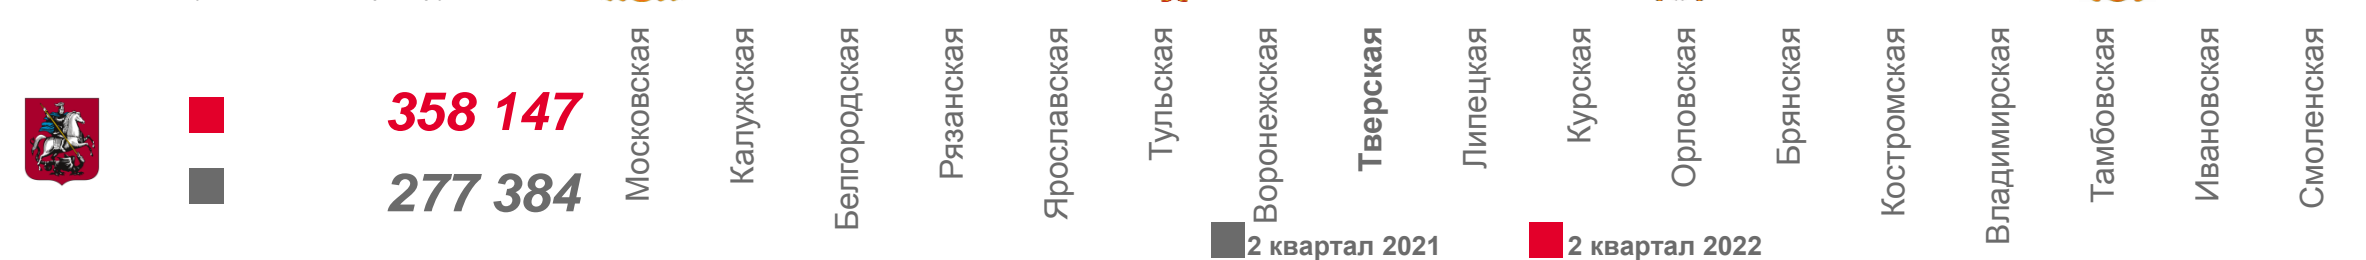 358 147
277 384
Московская
Калужская
Белгородская
Рязанская
Ярославская
Тульская
Воронежская
Тверская
Липецкая
Курская
Орловская
Брянская
Костромская
Владимирская
Тамбовская
Ивановская
Смоленская
2 квартал 2021
2 квартал 2022